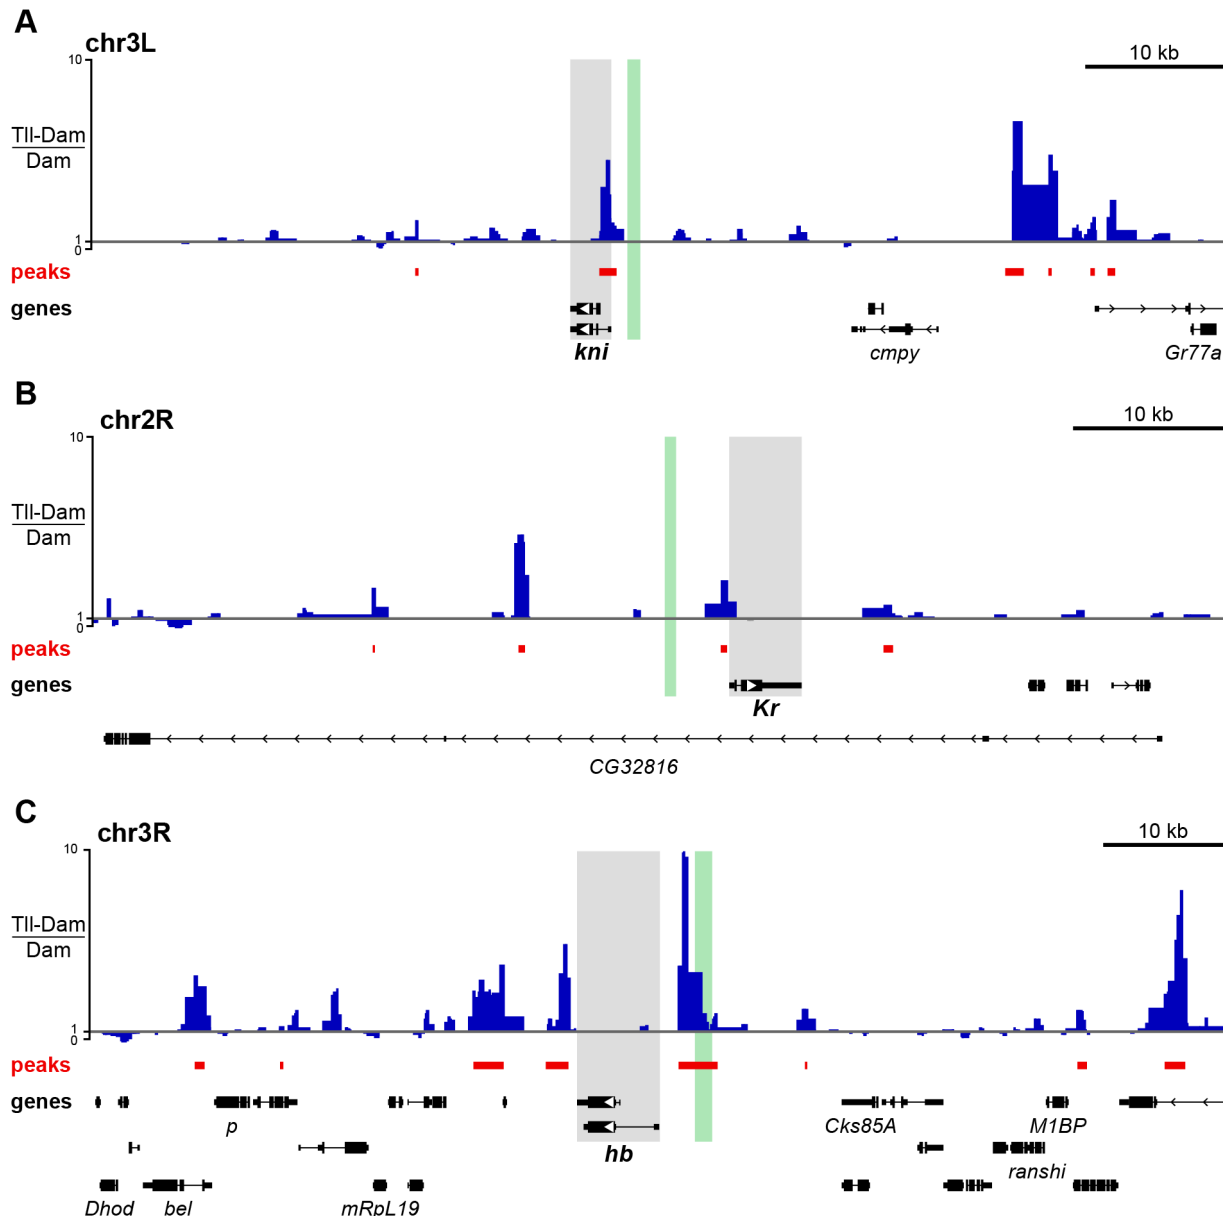 A
chr3L
10 kb
10
Tll-Dam
Dam
1
0
peaks
genes
kni
cmpy
Gr77a
B
chr2R
10 kb
10
Tll-Dam
Dam
1
0
peaks
genes
Kr
CG32816
C
chr3R
10 kb
10
Tll-Dam
Dam
1
0
peaks
genes
p
Cks85A
M1BP
hb
ranshi
Dhod bel mRpL19